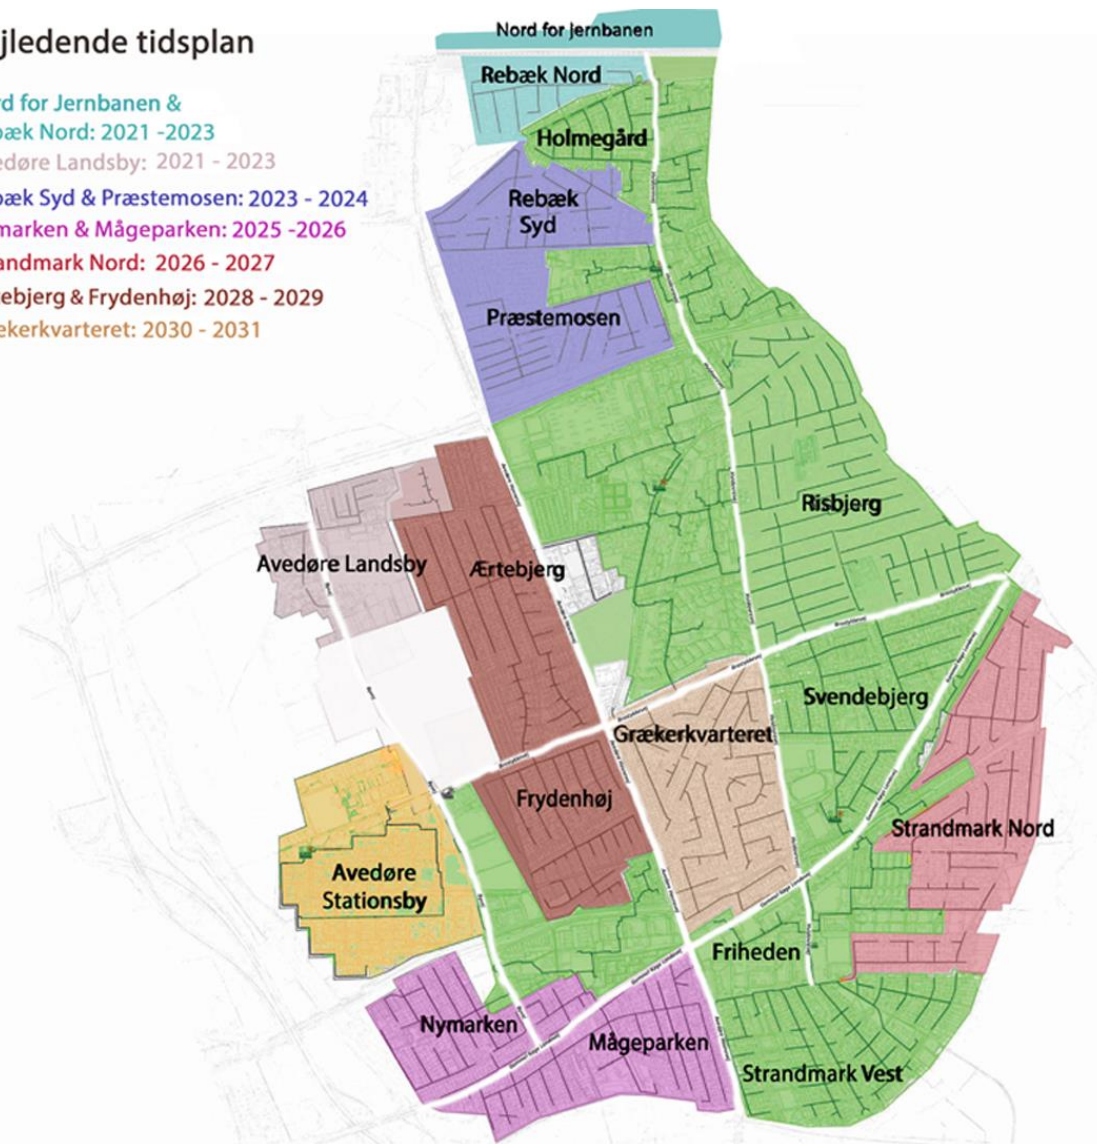 jledende tidsplan
d for Jernbanen &
bæk Nord: 2021 -2023
edøre Landsby: 2021 - 2023
bæk Syd & Præstemosen: 2023 - 2024
marken & Mågeparken: 2025 -2026
andmark Nord: 2026 - 2027
ebjerg & Frydenhøj: 2028 - 2029
ekerkvarteret: 2030 - 2031
Nord for jernbanen
Rebæk Nord
Holmegård
Rebæk
Syd
Præstemosen
Risbjerg
Avedøre Landsby
Ærtebjerg
Svendebjerg
Grækerkvarteret
Frydenhøj
Strandmark Nord
Avedøre
Stationsby
Friheden
Nymarken
Mågeparken
Strandmark Vest